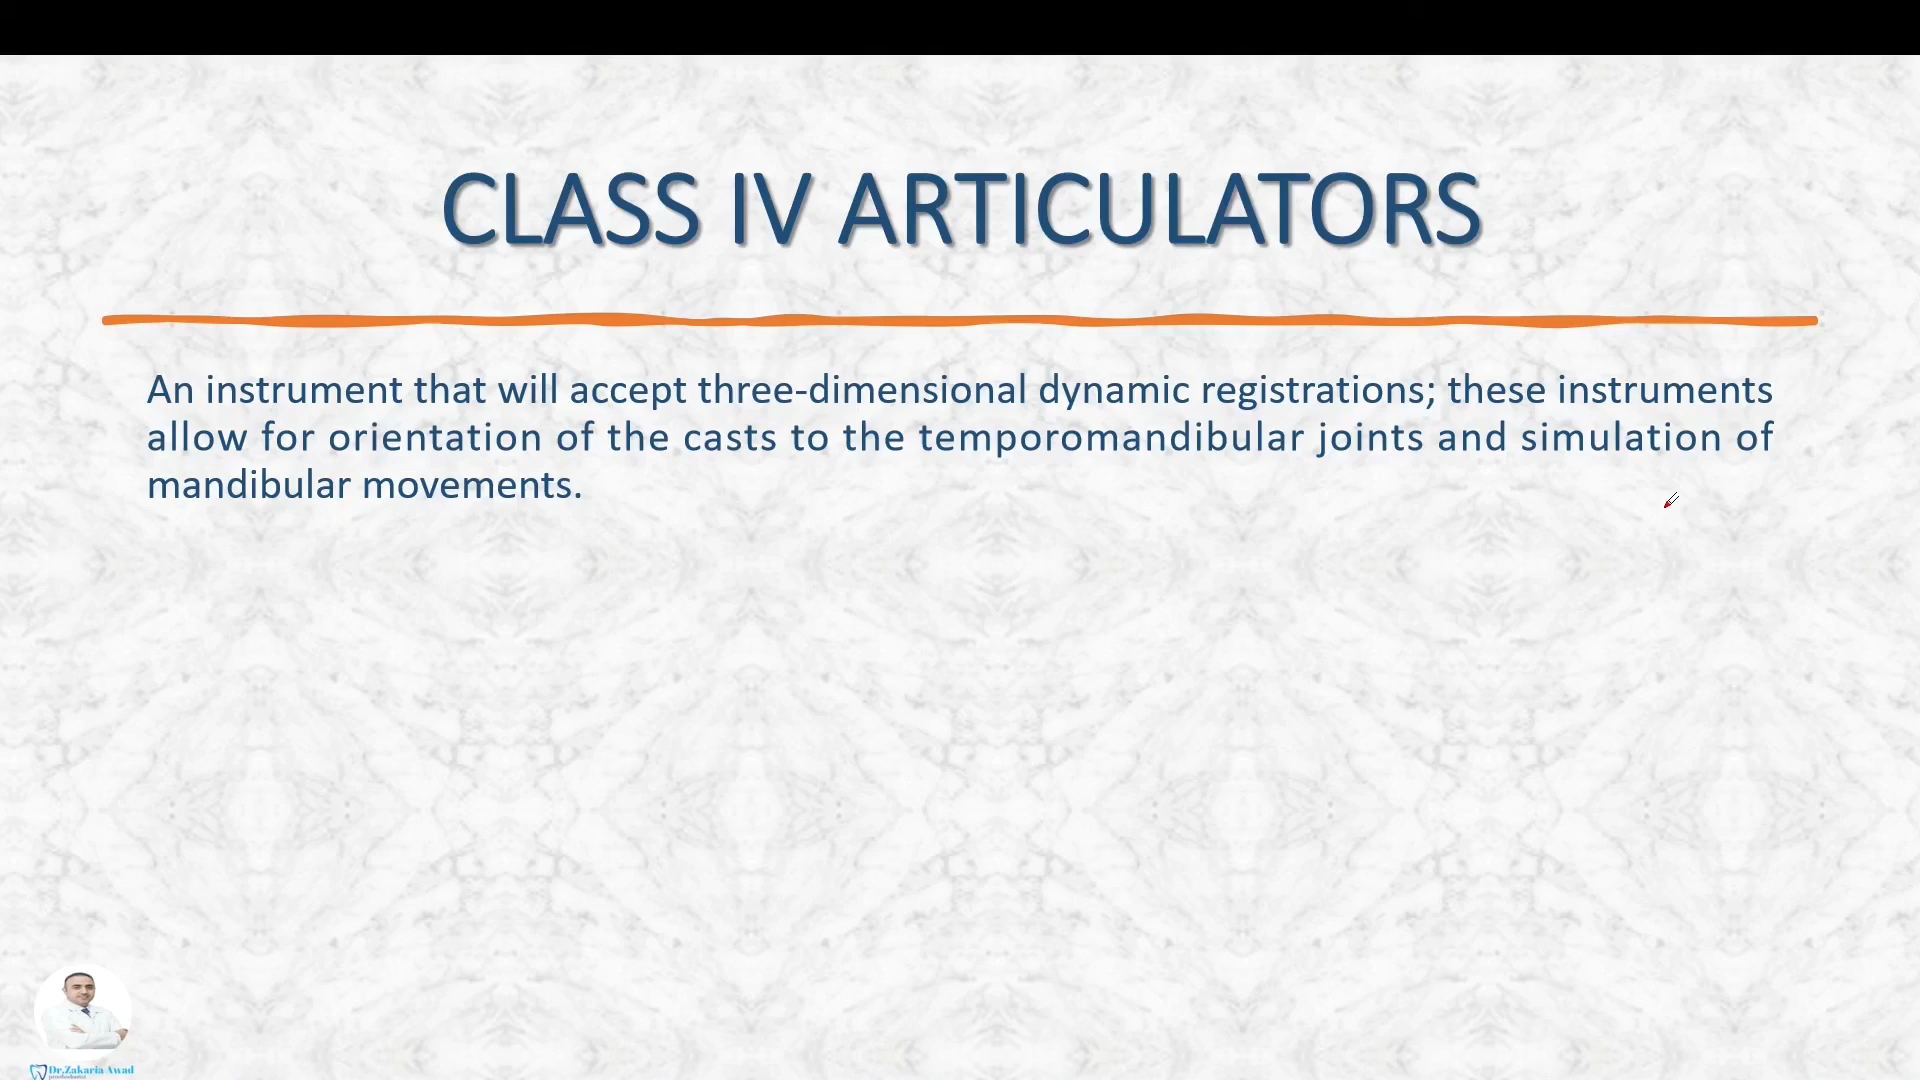 CLASS IV ARTICULATORS
An instrument that will accept three-dimensional dynamic registrations; these instruments
allow for orientation of the casts to the temporomandibular joints and simulation of
mandibular movements.
Dr.Zakaria Awad